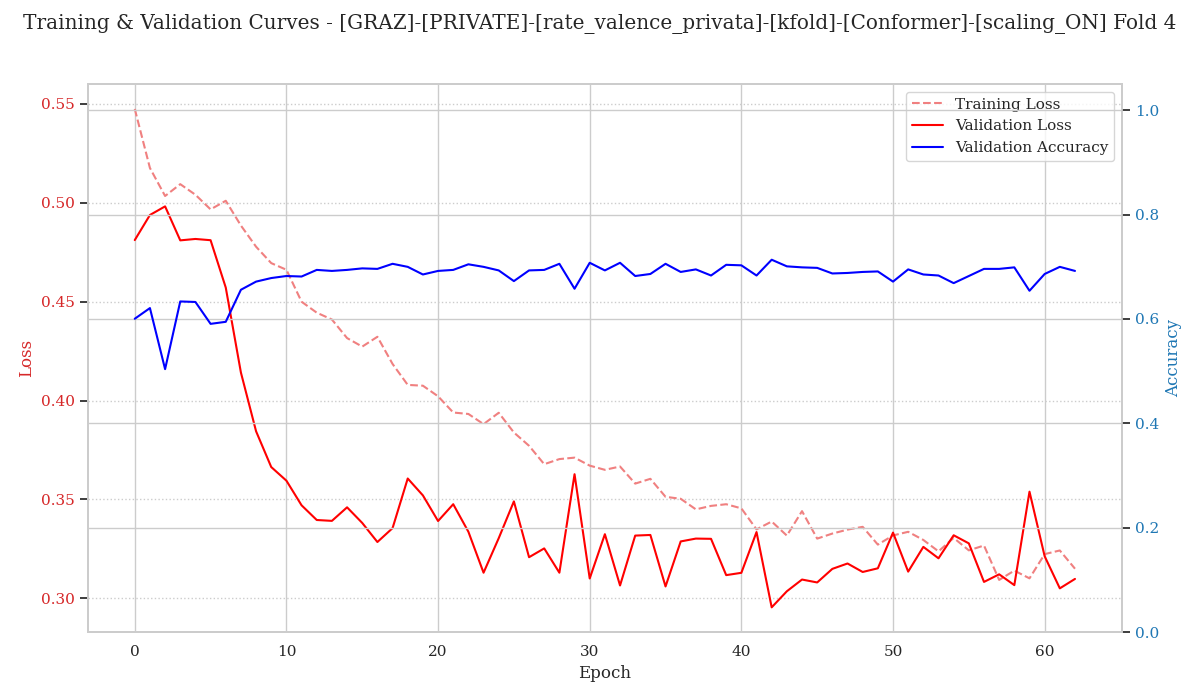 Training & Validation Curves - [GRAZ]-[PRIVATE]-[rate_valence_privata]-[kfold]-[Conformer]-[scaling_ON] Fold 4
Training Loss
Validation Loss
Validation Accuracy
0.55
0.50
0.45
0.40
0.35
0.30
Loss
1.0
0.8
0.6
0.4
0.2
0.0
Accuracy
0 10 20 30 40 50 60
Epoch